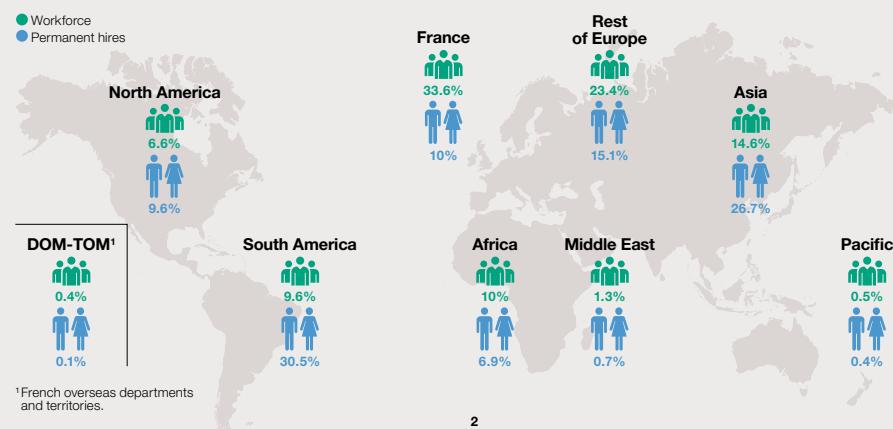 Workforce
Permanent hires
North America
6.6%
9.6%
France
33.6%
10%
Rest
of Europe
23.4%
15.1%
Asia
14.6%
26.7%
DOM-TOM¹
0.4%
0.1%
South America
9.6%
30.5%
Africa
10%
6.9%
Middle East
1.3%
0.7%
Pacific
0.5%
0.4%
¹French overseas departments
and territories.
2